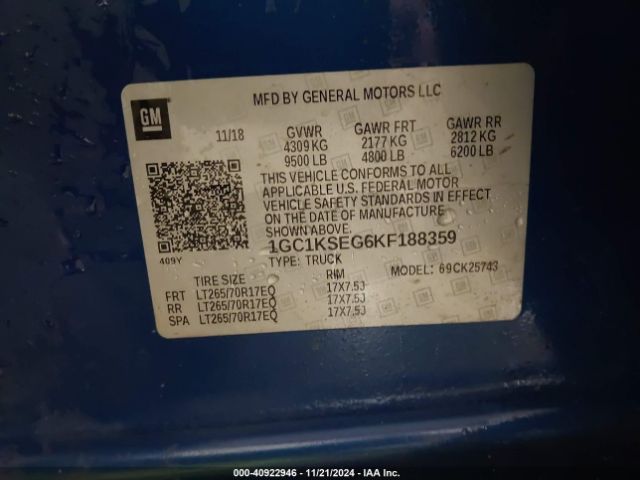 GM
MFD BY GENERAL MOTORS LLC
11/18 GVWR GAWR FRT GAWR RR
4309 KG 2177 KG 2812 KG
9500 LB 4800 LB 6200 LB
THIS VEHICLE CONFORMS TO ALL
APPLICABLE U.S. FEDERAL MOTOR
VEHICLE SAFETY STANDARDS IN EFFECT
ON THE DATE OF MANUFACTURE
SHOWN ABOVE.
1GC1KSEG6KF188359
409Y TYPE: TRUCK
TIRE SIZE RIM MODEL: 69CK25743
FRT LT265/70R17EQ 17X7.5J
RR LT265/70R17EQ 17X7.5J
SPA LT265/70R17EQ 17X7.5J
000-40922946 - 11/21/2024 - IAA Inc.